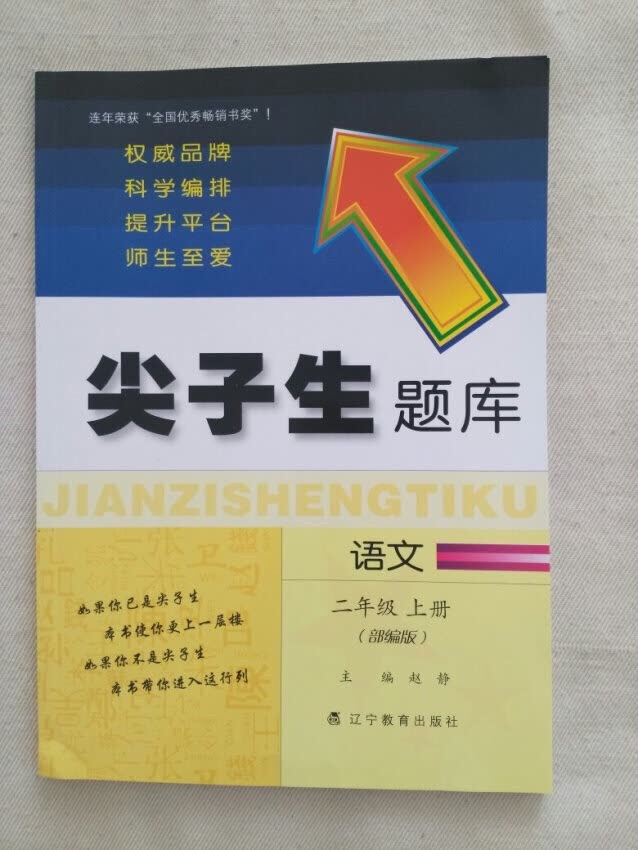 连年荣获“全国优秀畅销书奖”！
权威品牌
科学编排
提升平台
师生至爱
尖子生题库
JIANZISHENGTIKU
语文
二年级 上册
（部编版）
主 编 赵 静
辽宁教育出版社
如果你已是尖子生
本书使你更上一层楼
如果你不是尖子生
本书带你进入这行列